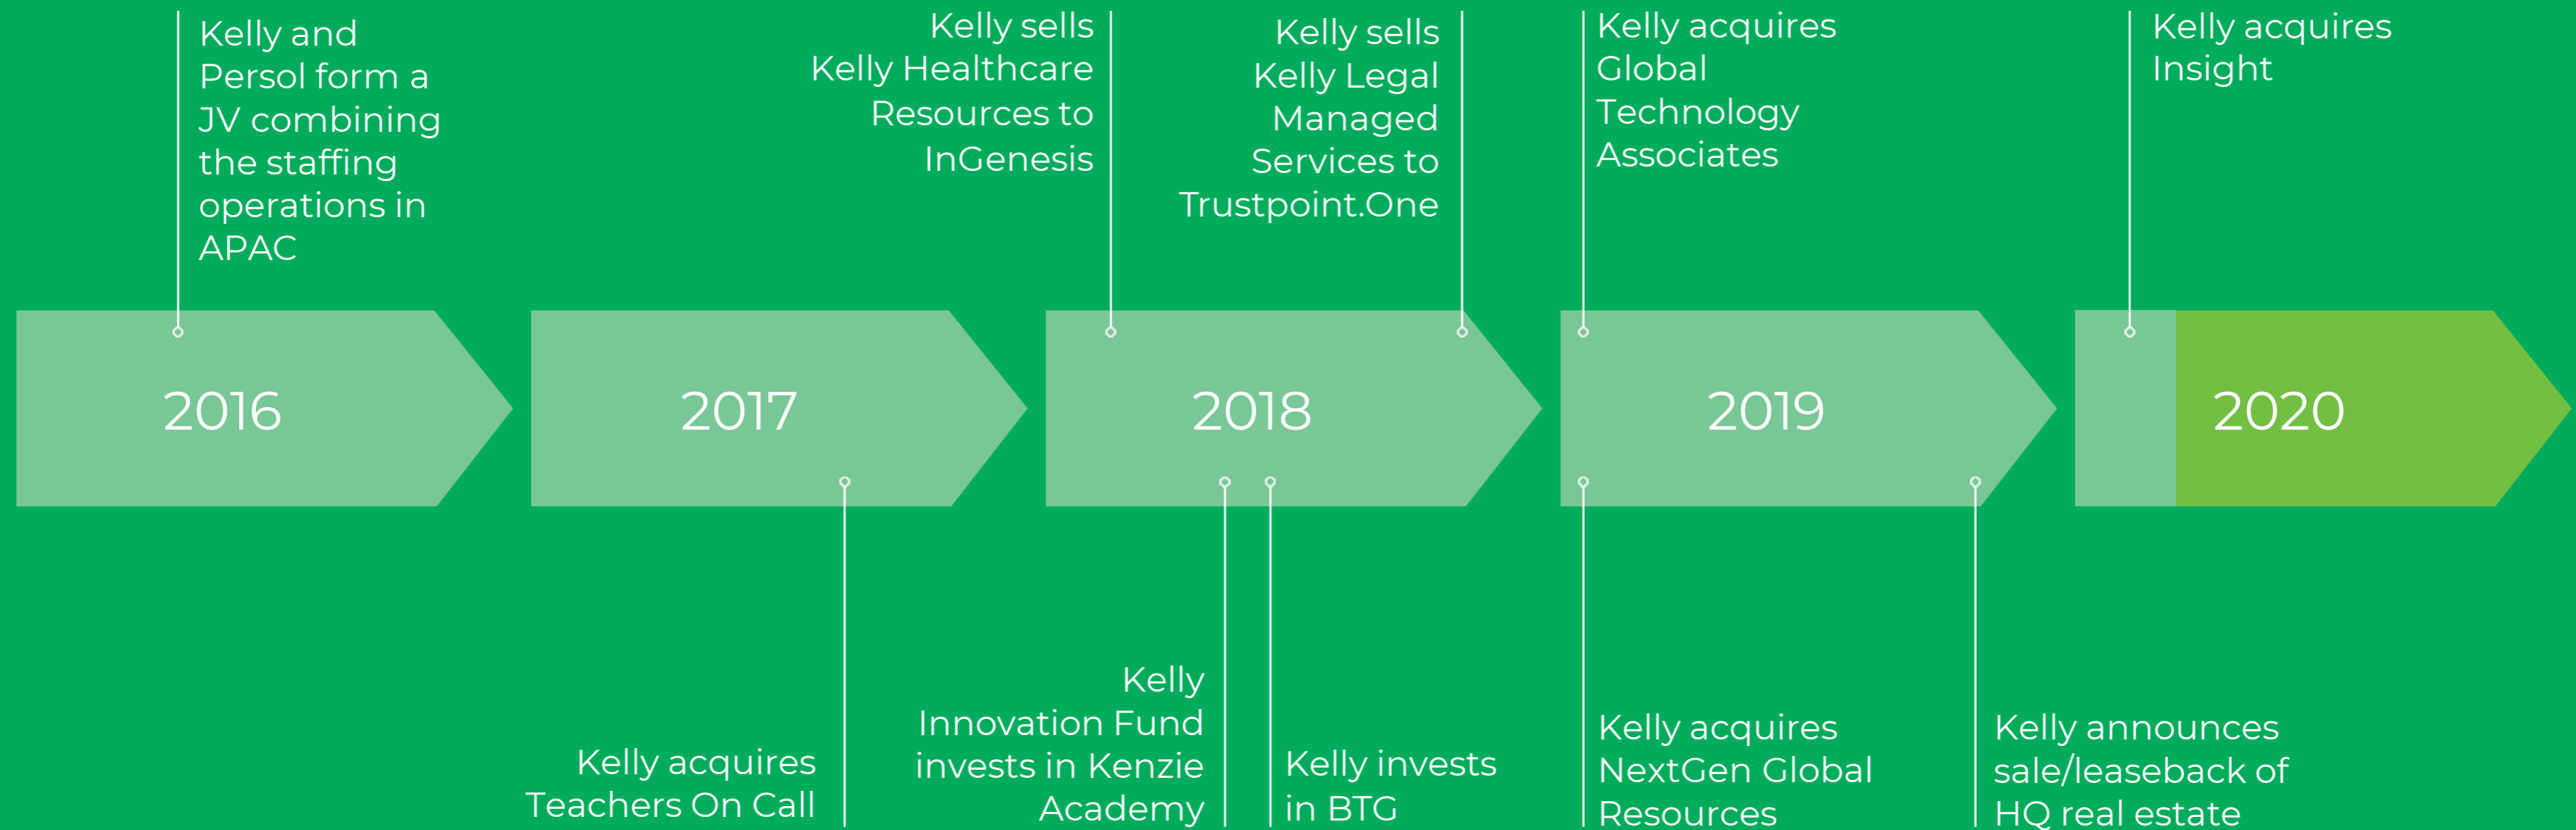 Kelly and
Persol form a
JV combining
the staffing
operations in
APAC
Kelly sells
Kelly Healthcare
Resources to
InGenesis
Kelly sells
Kelly Legal
Managed
Services to
Trustpoint.One
Kelly acquires
Global
Technology
Associates
Kelly acquires
Insight
2016
2017
2018
2019
2020
Kelly acquires
Teachers On Call
Kelly
Innovation Fund
invests in Kenzie
Academy
Kelly invests
in BTG
Kelly acquires
NextGen Global
Resources
Kelly announces
sale/leaseback of
HQ real estate